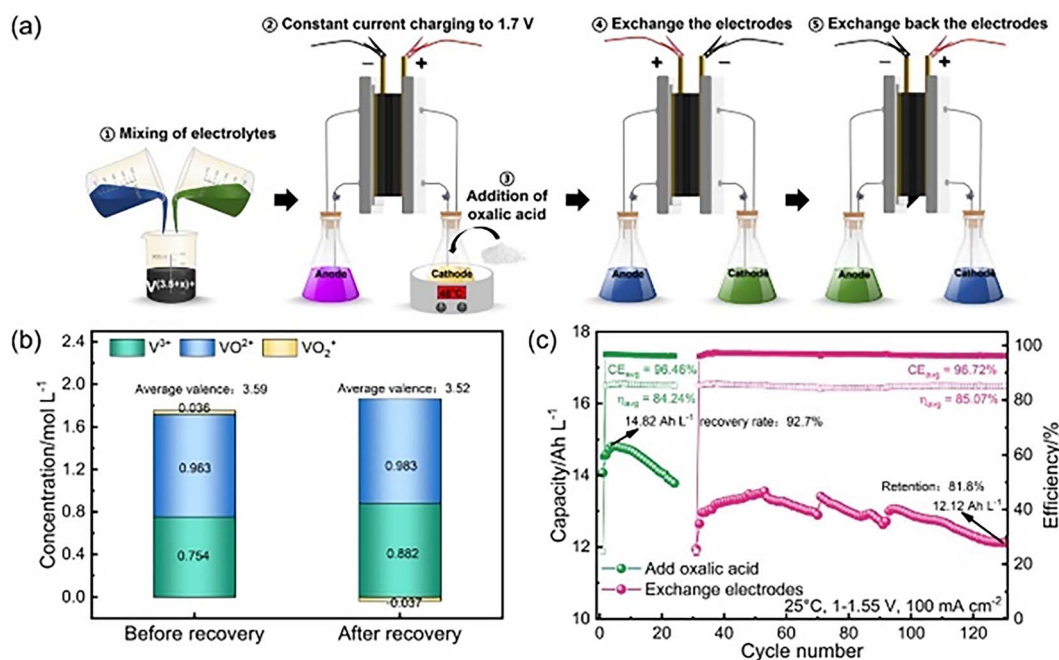 (a)
② Constant current charging to 1.7 V
④ Exchange the electrodes
⑤ Exchange back the electrodes
− +
+ −
− +
① Mixing of electrolytes
③
Addition of
oxalic acid
V(3.5+x)+
Anode
Cathode
46°C
Anode
Cathode
Anode
Cathode
(b)
V³⁺ VO²⁺ VO₂⁺
Average valence：3.59
Average valence：3.52
0.036
0.963
0.754
0.983
0.882
-0.037
Concentration/mol L⁻¹
2.4
2.0
1.6
1.2
0.8
0.4
0.0
Before recovery
After recovery
(c)
CEavg = 96.46%
ηavg = 84.24%
CEavg = 96.72%
ηavg = 85.07%
14.82 Ah L⁻¹ recovery rate：92.7%
Retention：81.8%
12.12 Ah L⁻¹
Add oxalic acid
Exchange electrodes
25°C, 1-1.55 V, 100 mA cm⁻²
Capacity/Ah L⁻¹
18
17
16
15
14
13
12
11
10
Efficiency/%
100
80
60
40
20
0
0 20 40 60 80 100 120
Cycle number